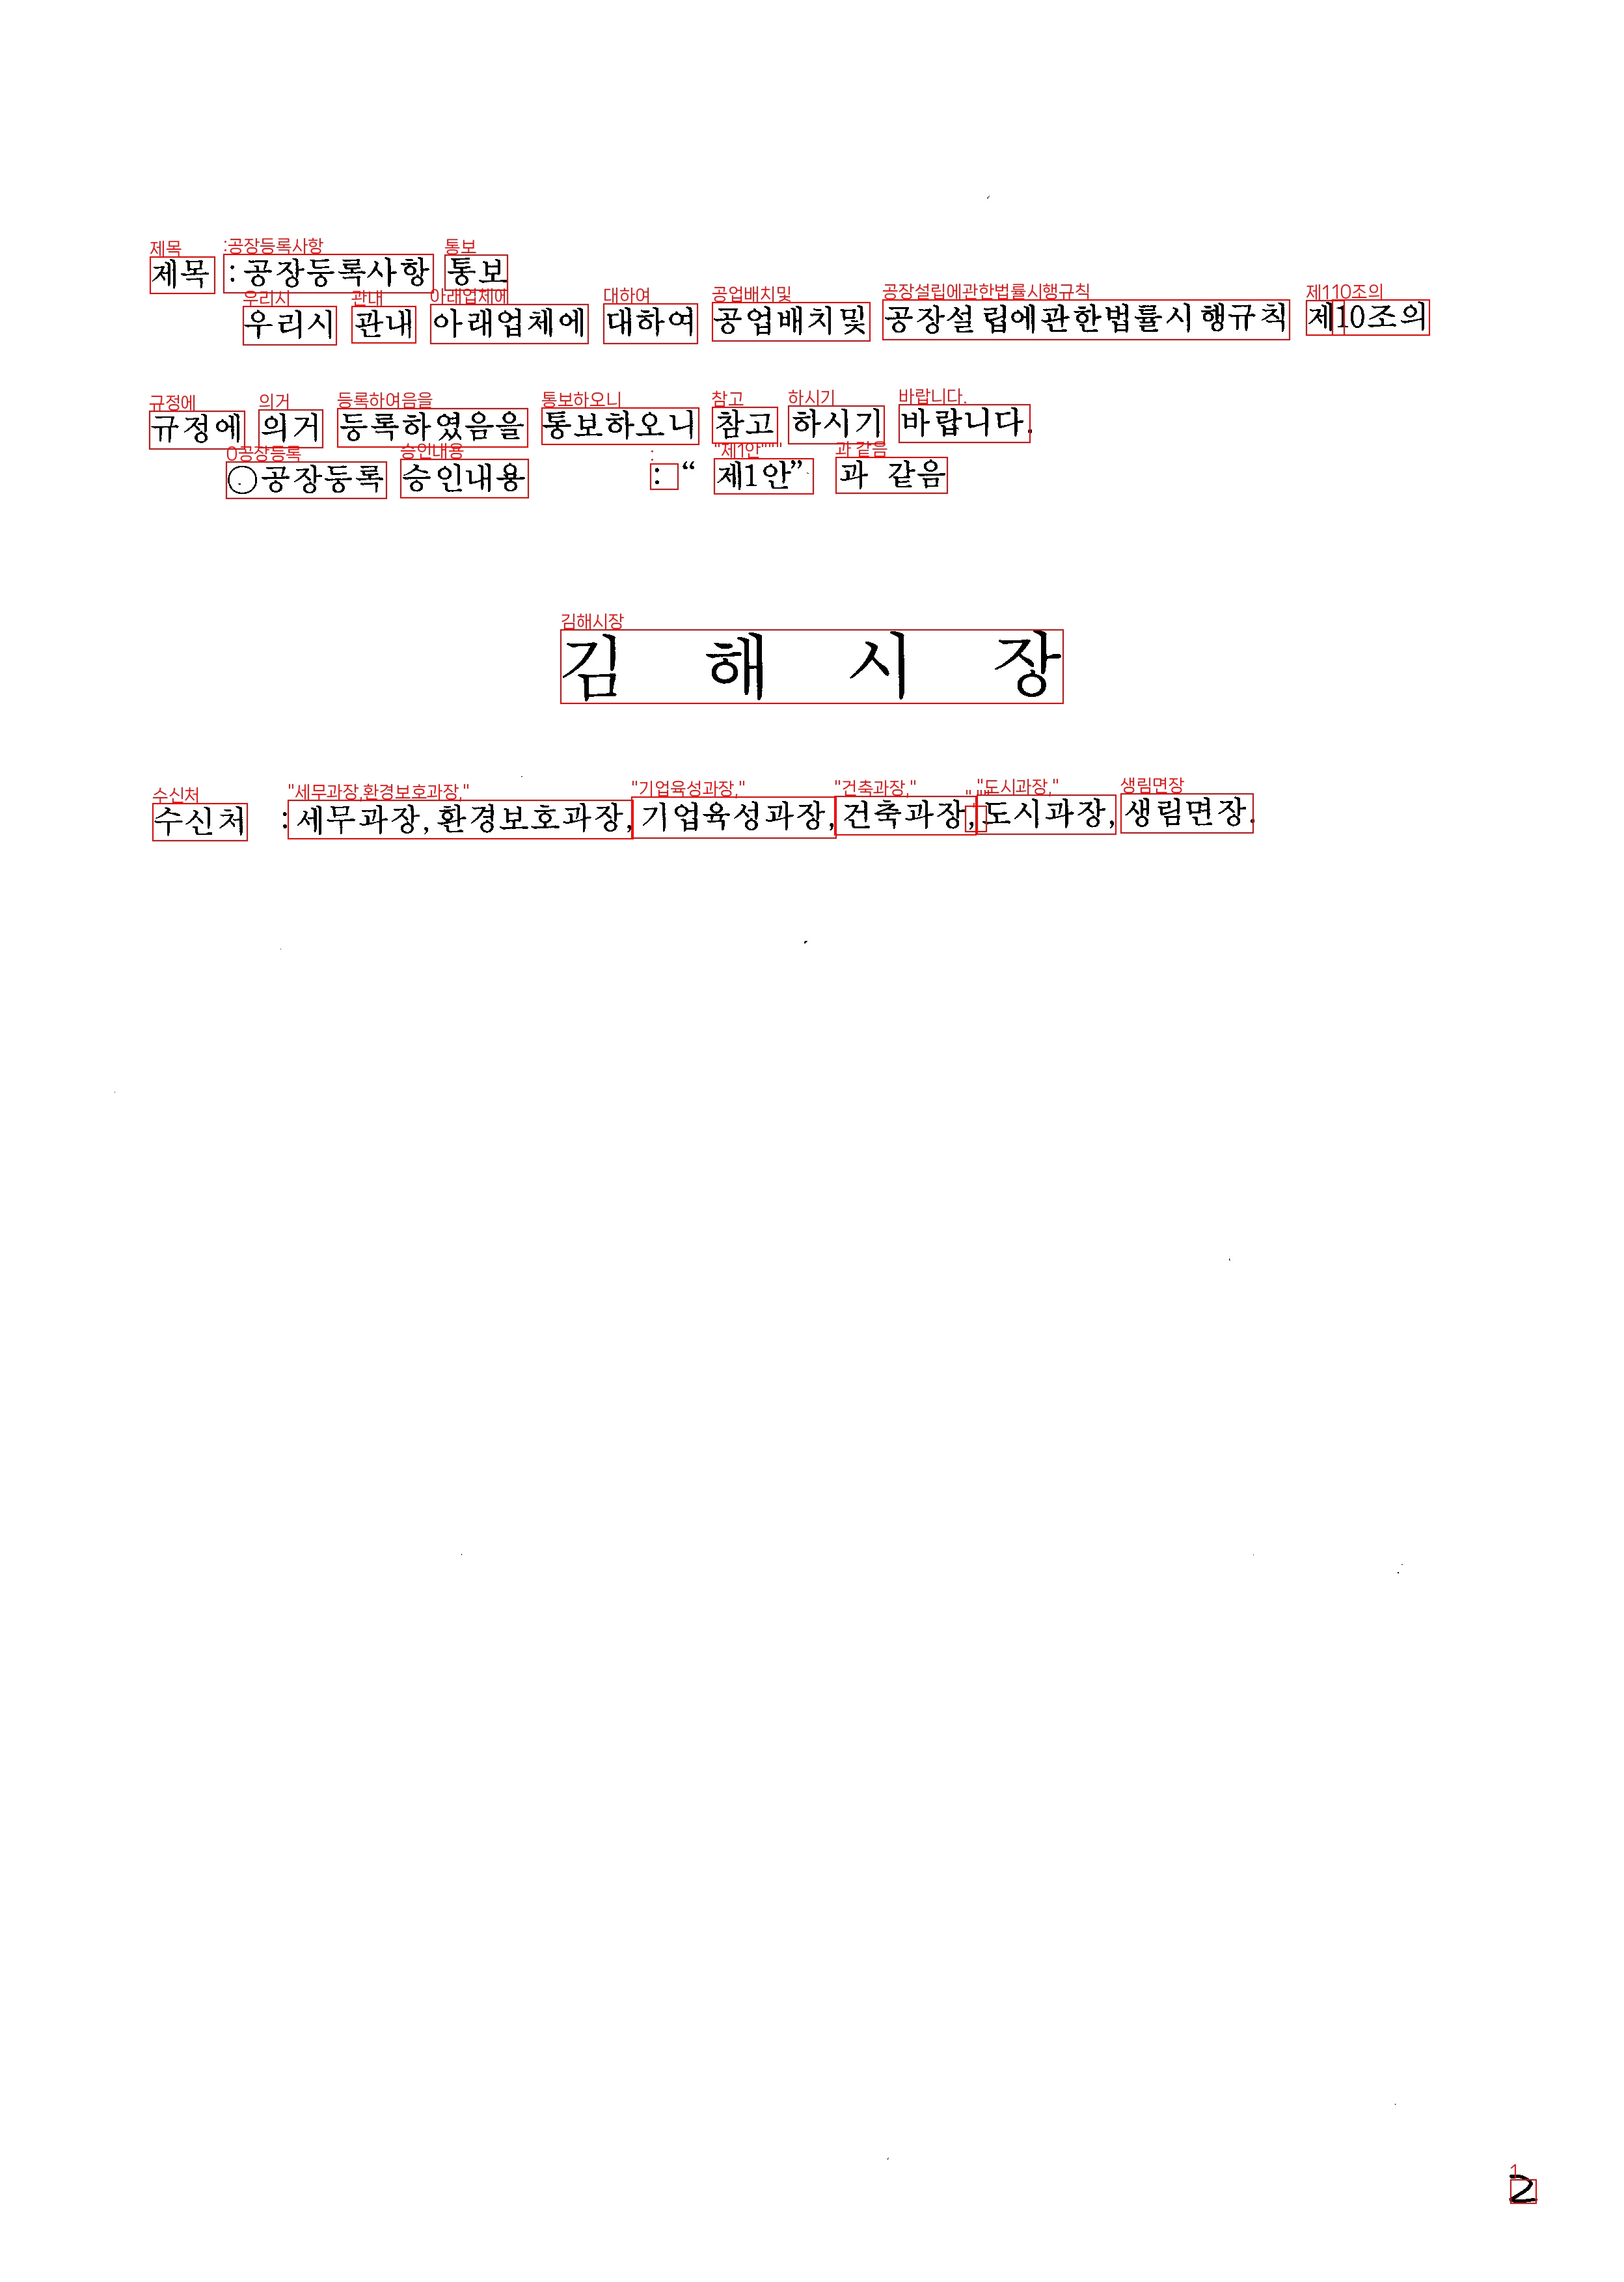 제목 :공장등록사항 통보
우리시 관내 아래업체에 대하여 공업배치및 공장설립에관한법률시행규칙 제10조의
규정에 의거 등록하였음을 통보하오니 참고 하시기 바랍니다.
○공장등록 승인내용 : “ 제1안” 과 같음
김 해 시 장
수신처 : 세무과장, 환경보호과장, 기업육성과장, 건축과장, 도시과장, 생림면장.
2